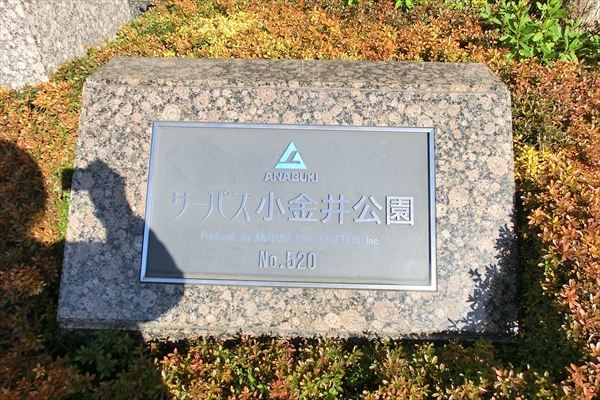 ANABUKI
サーパス小金井公園
Produced by ANABUKI CONSTRUCTION Inc.
No.520